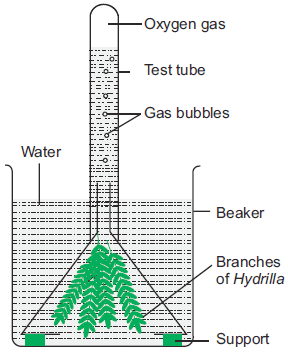 Oxygen gas
Test tube
Gas bubbles
Water
Beaker
Branches
of Hydrilla
Support